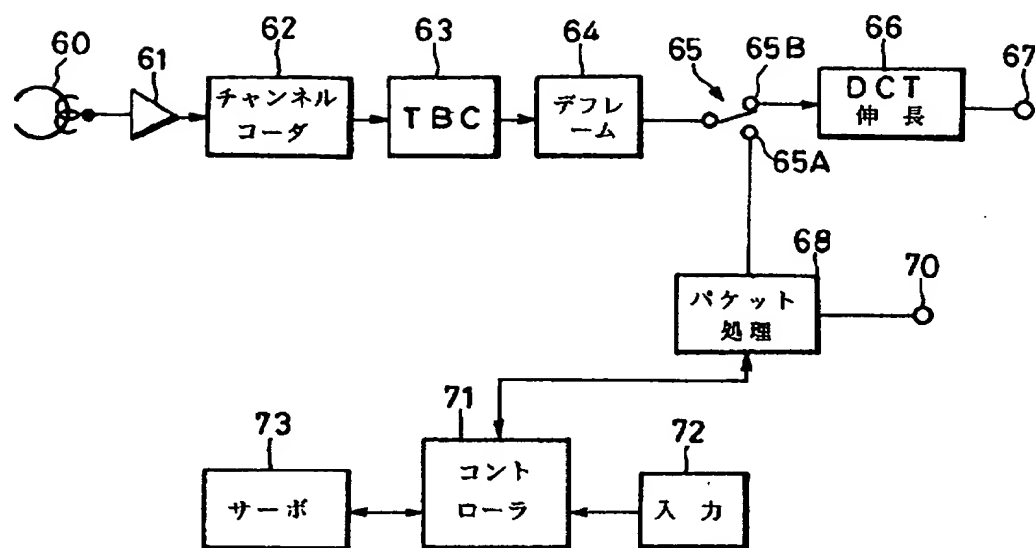 60
61
62
63
64
65
65B
66
67
チャンネル
コーダ
TBC
デフレ
ーム
DCT
伸長
65A
68
70
パケット
処理
71
72
73
コント
ローラ
サーボ
入力